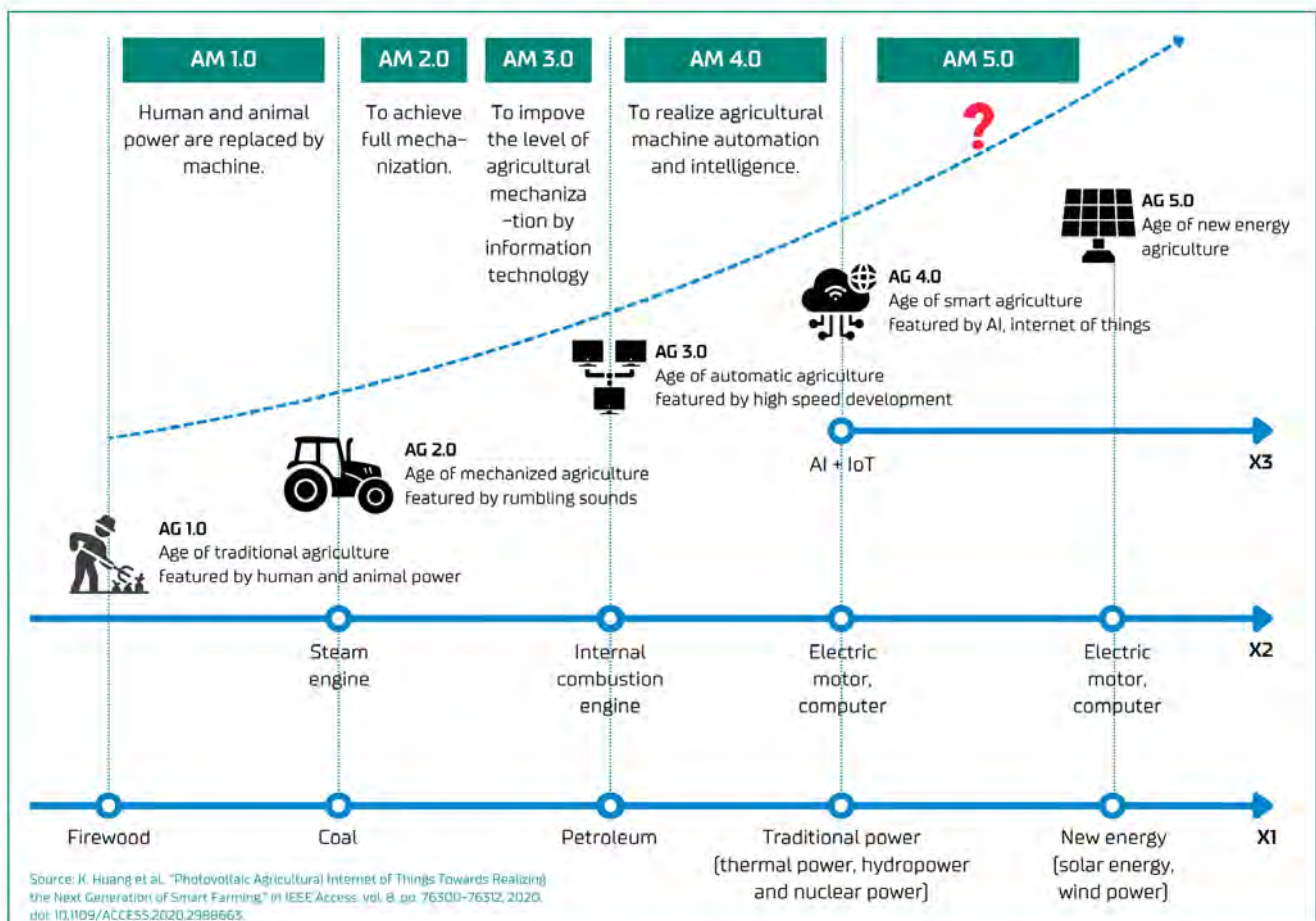 AM 1.0
Human and animal
power are replaced by
machine.
AM 2.0
To achieve
full mecha-
nization.
AM 3.0
To impove
the level of
agricultural
mechaniza
-tion by
information
technology
AM 4.0
To realize agricultural
machine automation
and intelligence.
AM 5.0
?
AG 5.0
Age of new energy
agriculture
AG 4.0
Age of smart agriculture
featured by AI, internet of things
AG 3.0
Age of automatic agriculture
featured by high speed development
AI + IoT
X3
AG 2.0
Age of mechanized agriculture
featured by rumbling sounds
AG 1.0
Age of traditional agriculture
featured by human and animal power
Steam
engine
Internal
combustion
engine
Electric
motor,
computer
Electric
motor,
computer
X2
Firewood
Coal
Petroleum
Traditional power
[thermal power, hydropower
and nuclear power]
New energy
[solar energy,
wind power]
X1
Source: K. Huang et al. "Photovoltaic Agricultural Internet of Things Towards Realizing
the Next Generation of Smart Farming," in IEEE Access. vol. 8. pp. 76300-76312, 2020.
doi: 10.1109/ACCESS.2020.2988663.